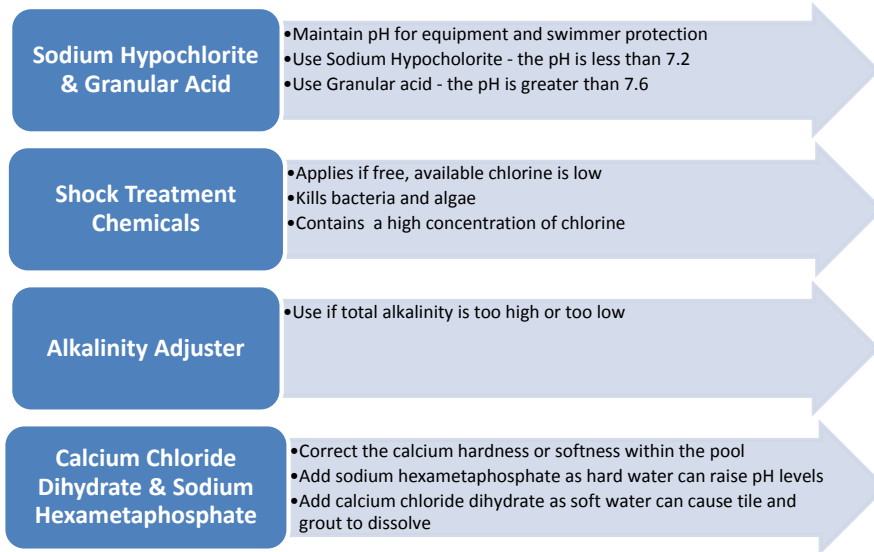 Sodium Hypochlorite
& Granular Acid
•Maintain pH for equipment and swimmer protection
•Use Sodium Hypocholorite - the pH is less than 7.2
•Use Granular acid - the pH is greater than 7.6
Shock Treatment
Chemicals
•Applies if free, available chlorine is low
•Kills bacteria and algae
•Contains a high concentration of chlorine
Alkalinity Adjuster
•Use if total alkalinity is too high or too low
Calcium Chloride
Dihydrate & Sodium
Hexametaphosphate
•Correct the calcium hardness or softness within the pool
•Add sodium hexametaphosphate as hard water can raise pH levels
•Add calcium chloride dihydrate as soft water can cause tile and
grout to dissolve